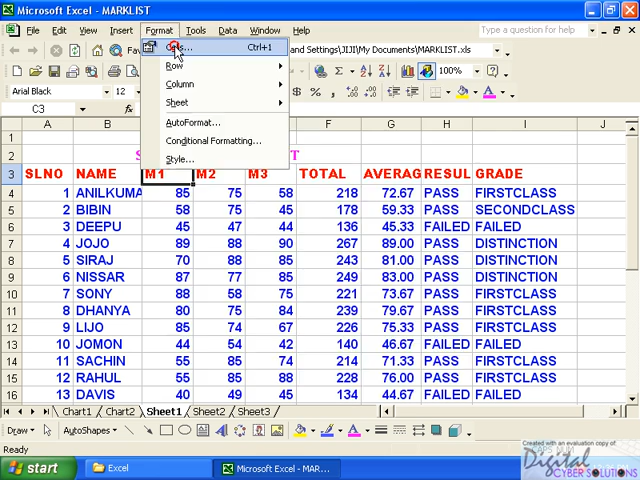 Microsoft Excel - MARKLIST
File Edit View Insert Format Tools Data Window Help
Ctrl+1
Favo
and Settings\JIJI\My Documents\MARKLIST.xls
Row
Column
Sheet
AutoFormat...
Conditional Formatting...
Style...
Σ 100%
Arial Black 12 $ %
C3
A B F G H I J
1
2 S T
3 SLNO NAME M1 M2 M3 TOTAL AVERAG RESUL GRADE
4 1 ANILKUMA 85 75 58 218 72.67 PASS FIRSTCLASS
5 2 BIBIN 58 75 45 178 59.33 PASS SECONDCLASS
6 3 DEEPU 45 47 44 136 45.33 FAILED FAILED
7 4 JOJO 89 88 90 267 89.00 PASS DISTINCTION
8 5 SIRAJ 70 88 85 243 81.00 PASS DISTINCTION
9 6 NISSAR 87 77 85 249 83.00 PASS DISTINCTION
10 7 SONY 88 58 75 221 73.67 PASS FIRSTCLASS
11 8 DHANYA 80 75 84 239 79.67 PASS FIRSTCLASS
12 9 LIJO 85 74 67 226 75.33 PASS FIRSTCLASS
13 10 JOMON 44 54 42 140 46.67 FAILED FAILED
14 11 SACHIN 55 85 74 214 71.33 PASS FIRSTCLASS
15 12 RAHUL 55 85 88 228 76.00 PASS FIRSTCLASS
16 13 DAVIS 40 49 45 134 44.67 FAILED FAILED
Chart1 Chart2 Sheet1 Sheet2 Sheet3
Draw AutoShapes
Ready
Created with an evaluation copy of
Digital
CYBER SOLUTIONS
start Excel Microsoft Excel - MAR...